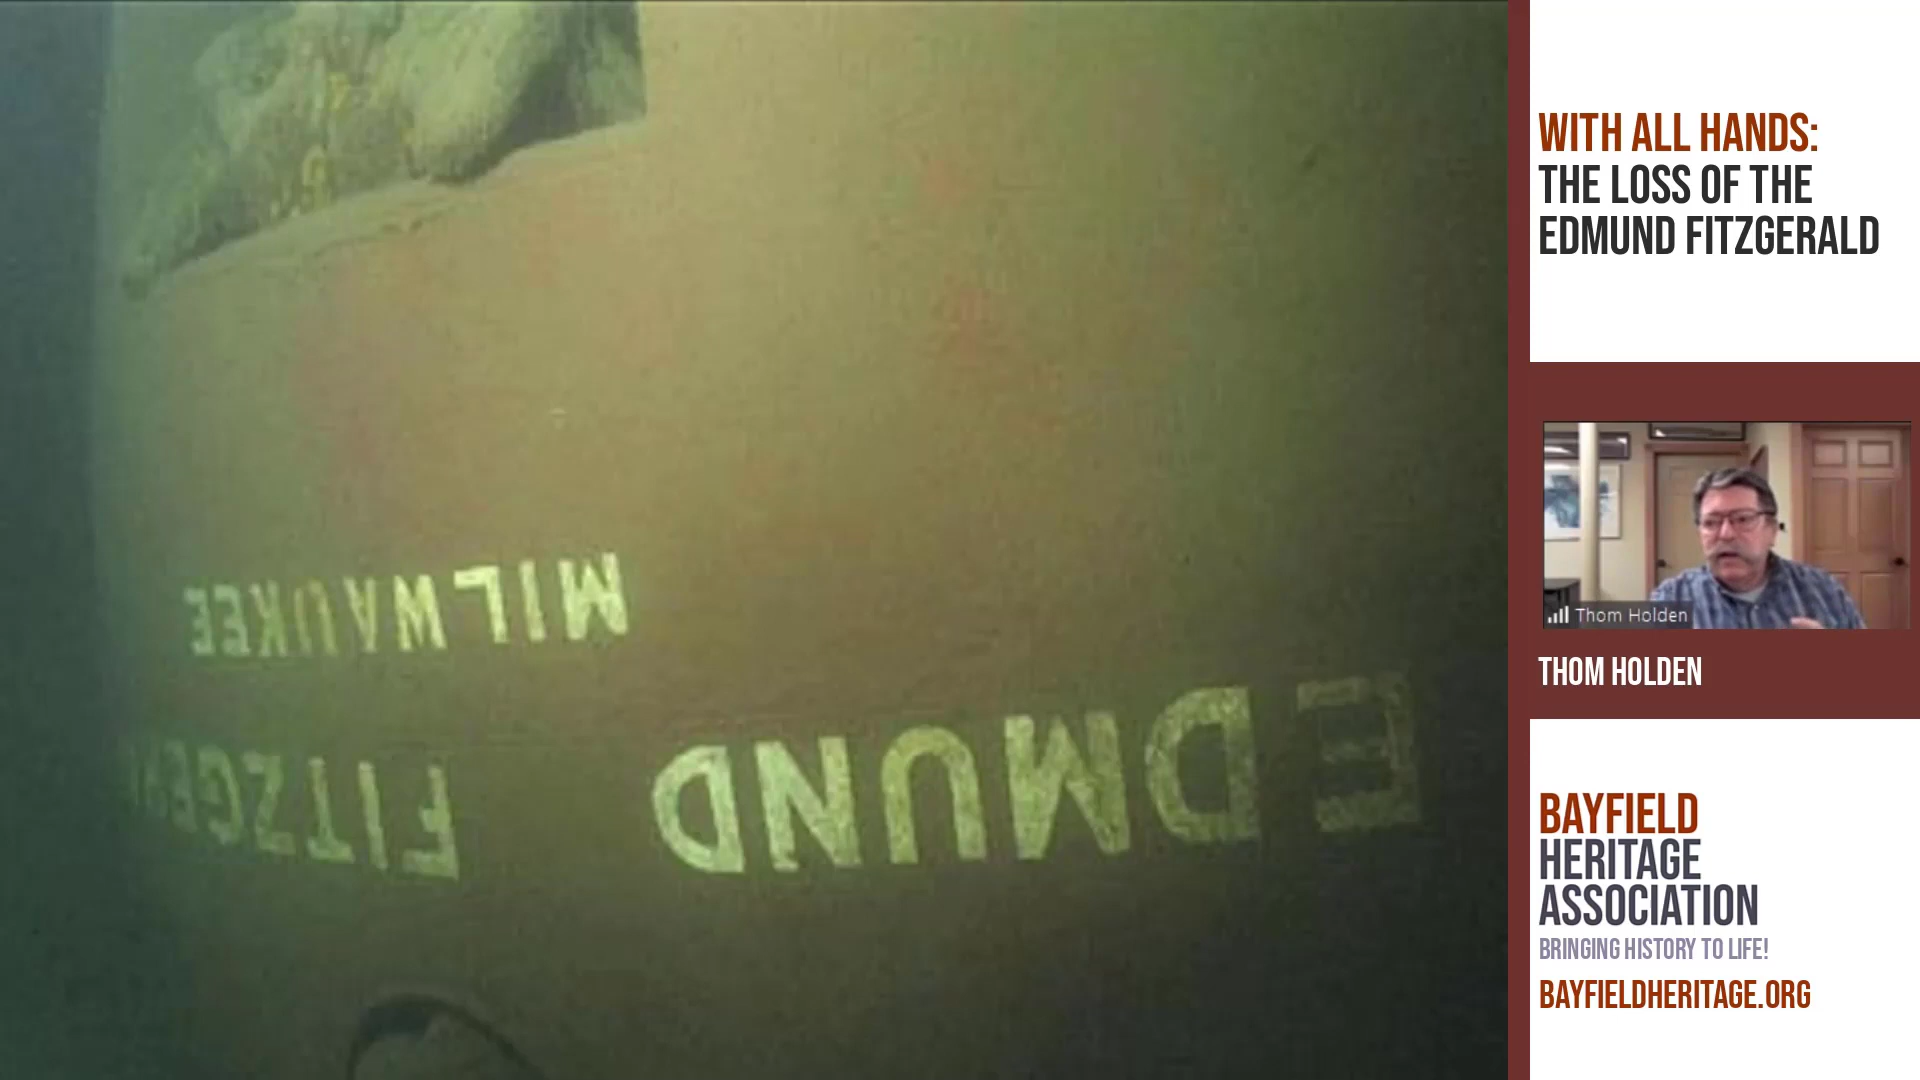 MILWAUKEE
EDMUND FITZGER
WITH ALL HANDS:
THE LOSS OF THE
EDMUND FITZGERALD
Thom Holden
THOM HOLDEN
BAYFIELD
HERITAGE
ASSOCIATION
BRINGING HISTORY TO LIFE!
BAYFIELDHERITAGE.ORG